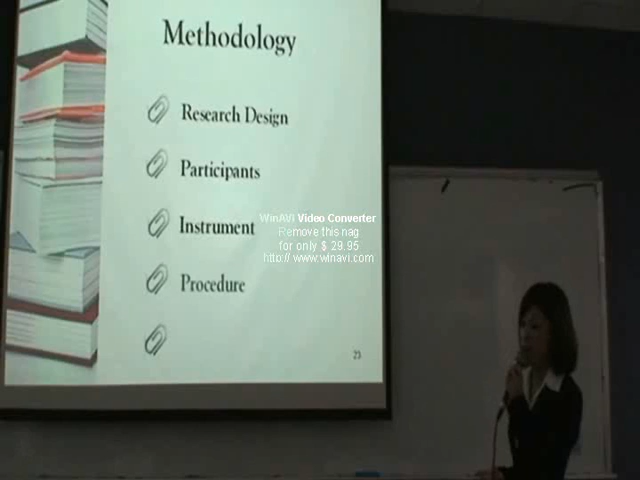 Methodology
Research Design
Participants
Instrument
Procedure
WinAVI Video Converter
Remove this nag
for only $ 29.95
http:// www.winavi.com
23